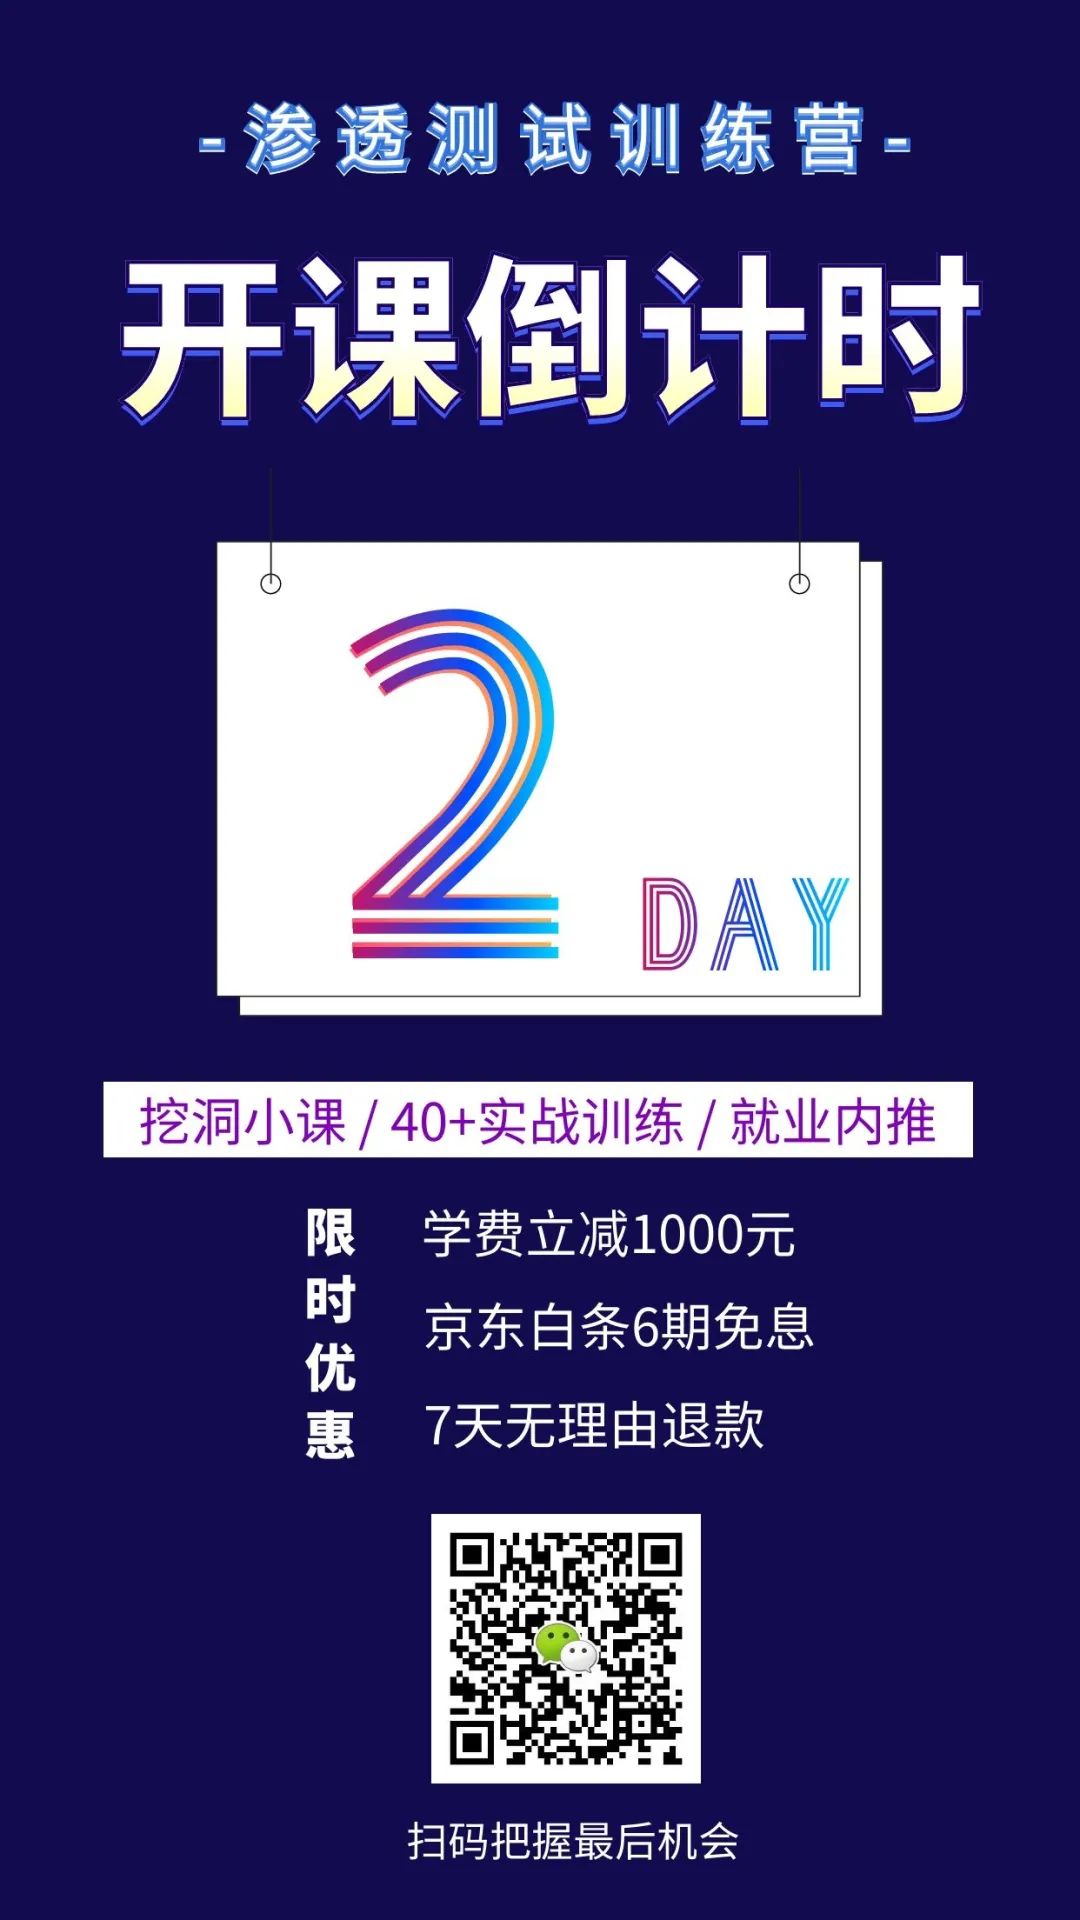 -渗透测试训练营-
开课倒计时
2 DAY
挖洞小课 / 40+实战训练 / 就业内推
限时优惠
学费立减1000元
京东白条6期免息
7天无理由退款
扫码把握最后机会